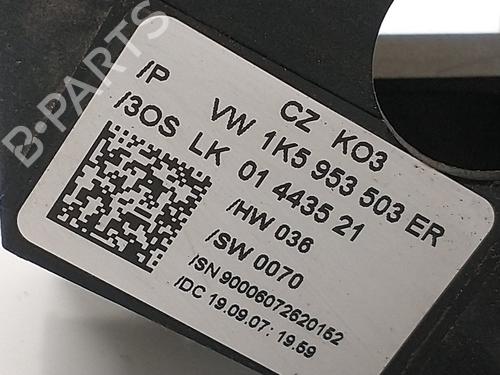 CZ KO3
/P VW 1K5 953 503 ER
/3OS LK 01 4435 21
/HW 036
/SW 0070
/SN 90006072620152
/DC 19.09.07: 19.59
B-PARTS